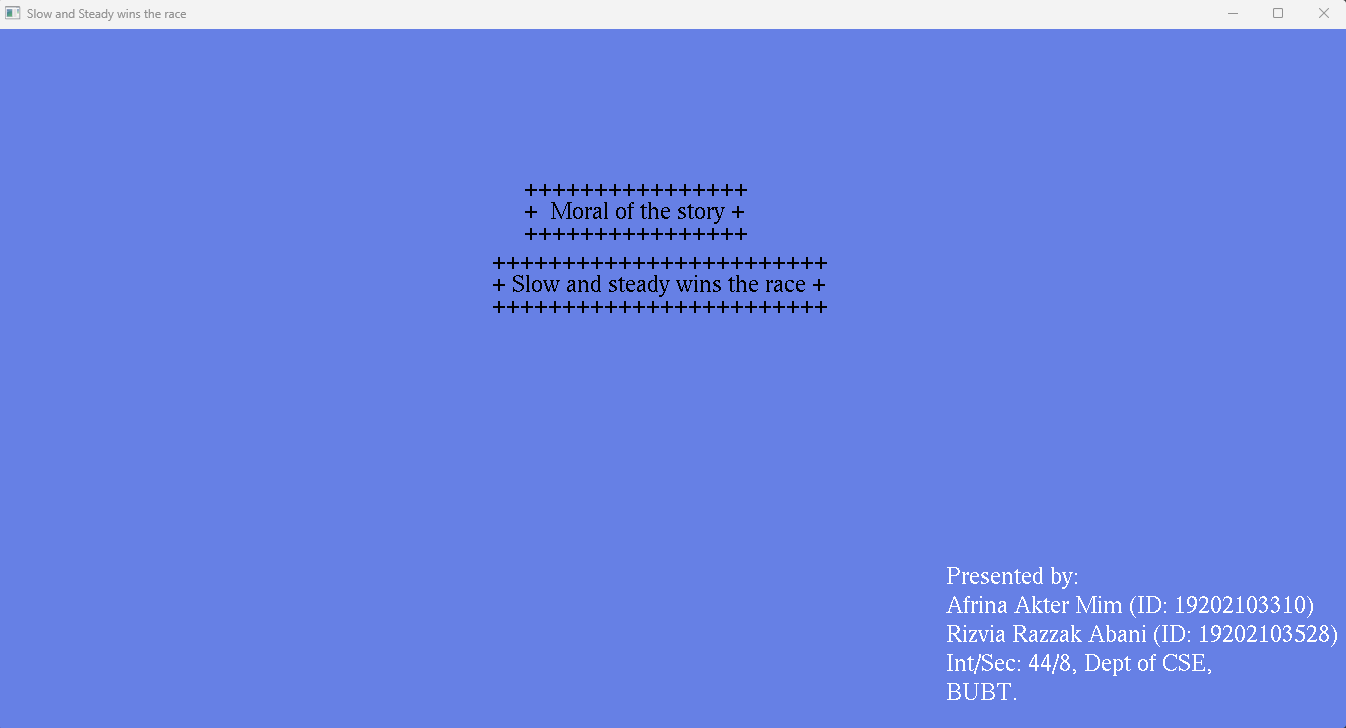 Slow and Steady wins the race
++++++++++++++++
+  Moral of the story +
++++++++++++++++
++++++++++++++++++++++++
+ Slow and steady wins the race +
++++++++++++++++++++++++
Presented by:
Afrina Akter Mim (ID: 19202103310)
Rizvia Razzak Abani (ID: 19202103528)
Int/Sec: 44/8, Dept of CSE,
BUBT.